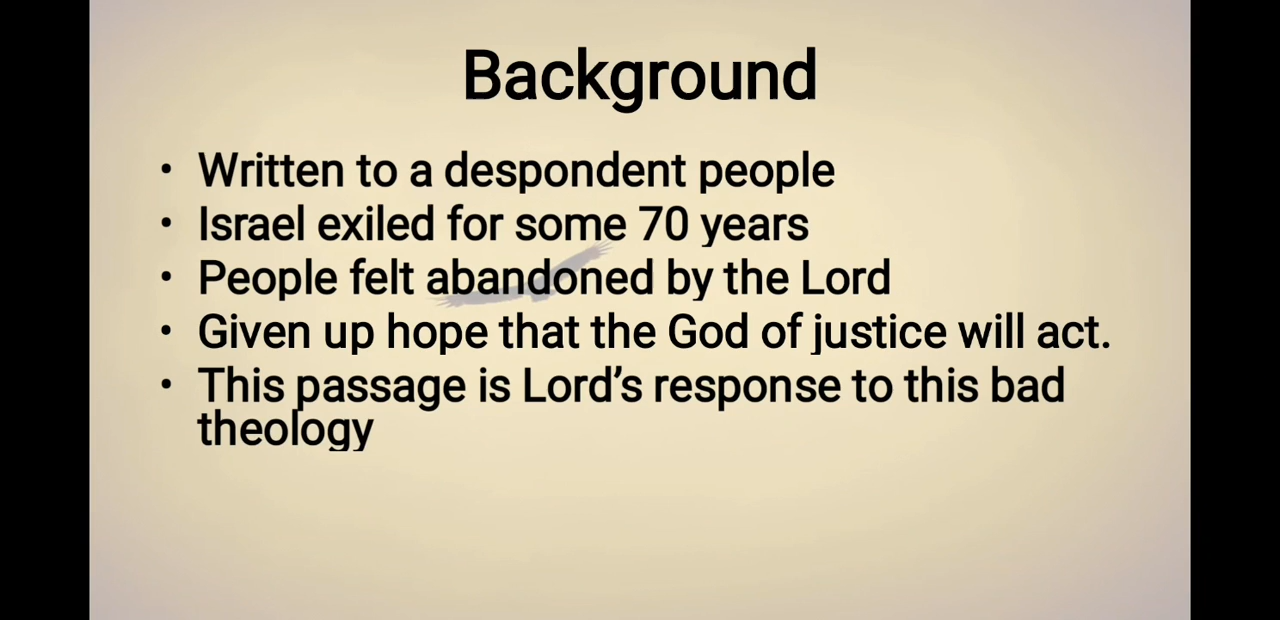 Background
• Written to a despondent people
• Israel exiled for some 70 years
• People felt abandoned by the Lord
• Given up hope that the God of justice will act.
• This passage is Lord’s response to this bad
theology